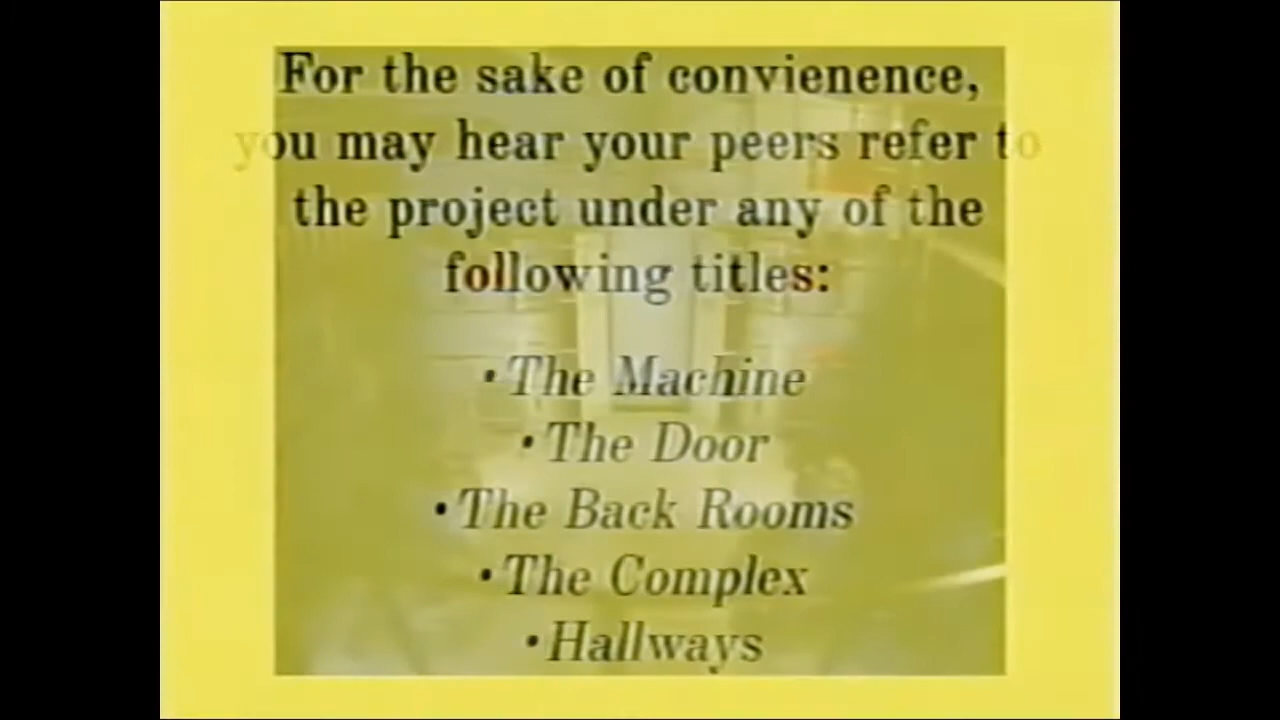 For the sake of convienence,
you may hear your peers refer to
the project under any of the
following titles:
•The Machine
•The Door
•The Back Rooms
•The Complex
•Hallways